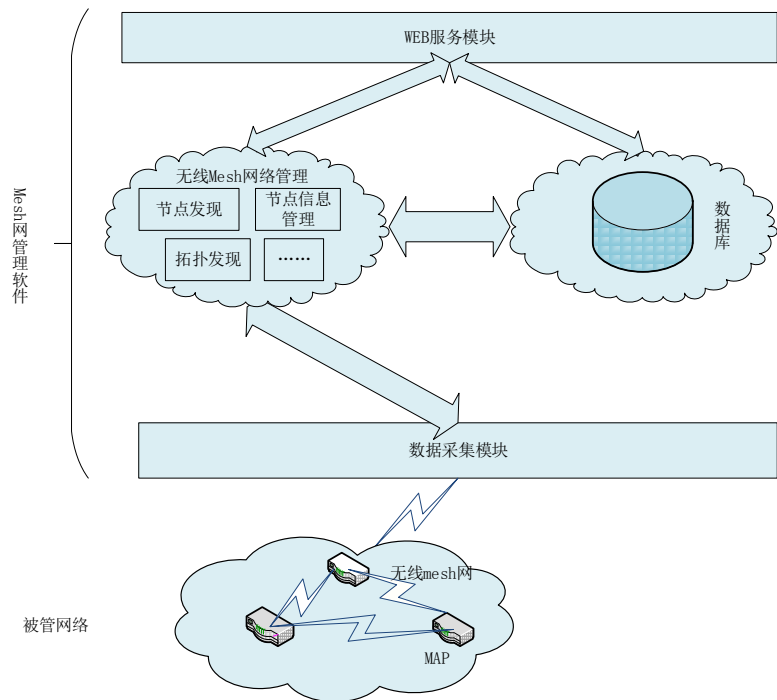 WEB服务模块
无线Mesh网络管理
节点发现
节点信息
管理
拓扑发现
……
数据库
Mesh网管理软件
数据采集模块
无线mesh网
被管网络
MAP